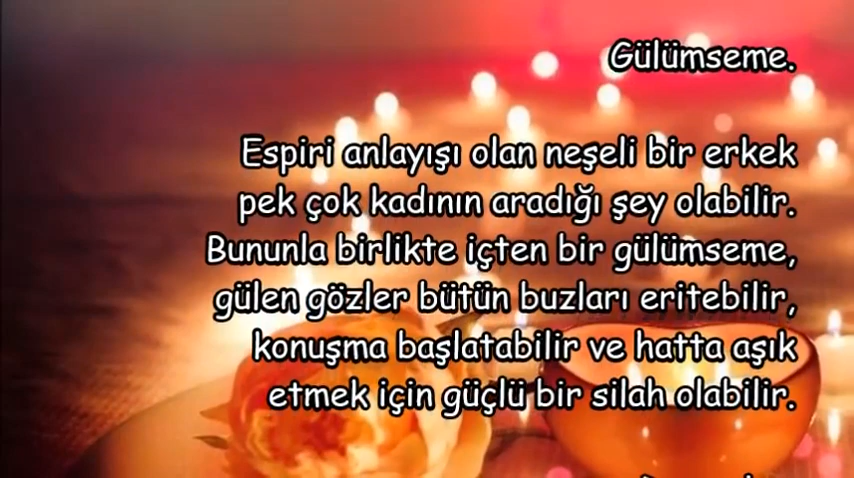 Gülümseme.
Espiri anlayışı olan neşeli bir erkek
pek çok kadının aradığı şey olabilir.
Bununla birlikte içten bir gülümseme,
gülen gözler bütün buzları eritebilir,
konuşma başlatabilir ve hatta aşık
etmek için güçlü bir silah olabilir.